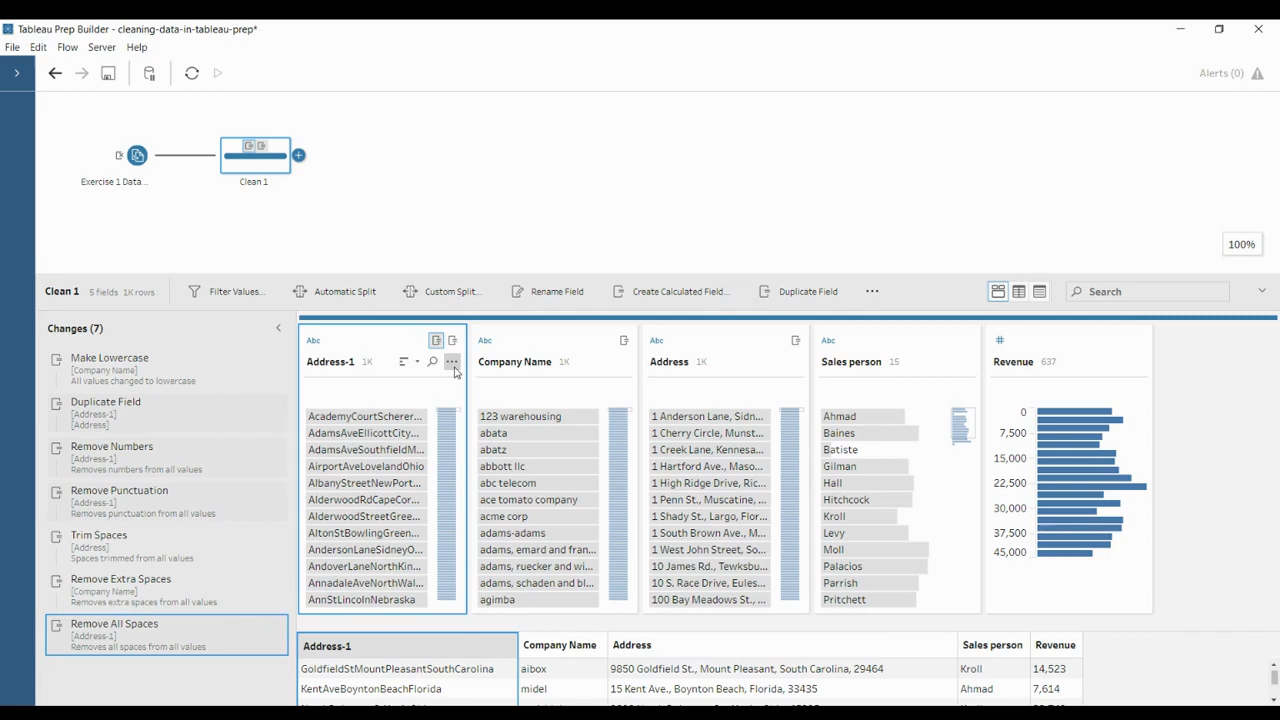 Tableau Prep Builder - cleaning-data-in-tableau-prep*
File Edit Flow Server Help
Alerts (0)
Exercise 1 Data...
Clean 1
100%
Clean 1 5 fields 1K rows
Filter Values...
Automatic Split
Custom Split...
Rename Field
Create Calculated Field...
Duplicate Field
Search
Changes (7)
Make Lowercase
[Company Name]
All values changed to lowercase
Duplicate Field
[Address-1]
[Address]
Remove Numbers
[Address-1]
Removes numbers from all values
Remove Punctuation
[Address-1]
Removes punctuation from all values
Trim Spaces
[Address]
Spaces trimmed from all values
Remove Extra Spaces
[Company Name]
Removes extra spaces from all values
Remove All Spaces
[Address-1]
Removes all spaces from all values
Abc
Address-1 1K
AcademyCourtScherer...
AdamsAveEllicottCity...
AdamsAveSouthfieldM...
AirportAveLovelandOhio
AlbanyStreetNewPort...
AlderwoodRdCapeCor...
AlderwoodStreetGree...
AltonStBowlingGreen...
AndersonLaneSidneyO...
AndoverLaneNorthKin...
AnnadaleAveNorthWal...
AnnStLincolnNebraska
Abc
Company Name 1K
123 warehousing
abata
abatz
abbott llc
abc telecom
ace tomato company
acme corp
adams-adams
adams, emard and fran...
adams, ruecker and wi...
adams, schaden and bl...
agimba
Abc
Address 1K
1 Anderson Lane, Sidn...
1 Cherry Circle, Munst...
1 Creek Lane, Kennesa...
1 Hartford Ave., Maso...
1 High Ridge Drive, Ric...
1 Penn St., Muscatine, ...
1 Shady St., Largo, Flor...
1 South Brown Ave., M...
1 West John Street, So...
10 James Rd., Tewksbu...
10 S. Race Drive, Eules...
100 Bay Meadows St., ...
Abc
Sales person 15
Ahmad
Baines
Batiste
Gilman
Hall
Hitchcock
Kroll
Levy
Moll
Palacios
Parrish
Pritchett
#
Revenue 637
0
7,500
15,000
22,500
30,000
37,500
45,000
Address-1 Company Name Address Sales person Revenue
GoldfieldStMountPleasantSouthCarolina aibox 9850 Goldfield St., Mount Pleasant, South Carolina, 29464 Kroll 14,523
KentAveBoyntonBeachFlorida midel 15 Kent Ave., Boynton Beach, Florida, 33435 Ahmad 7,614